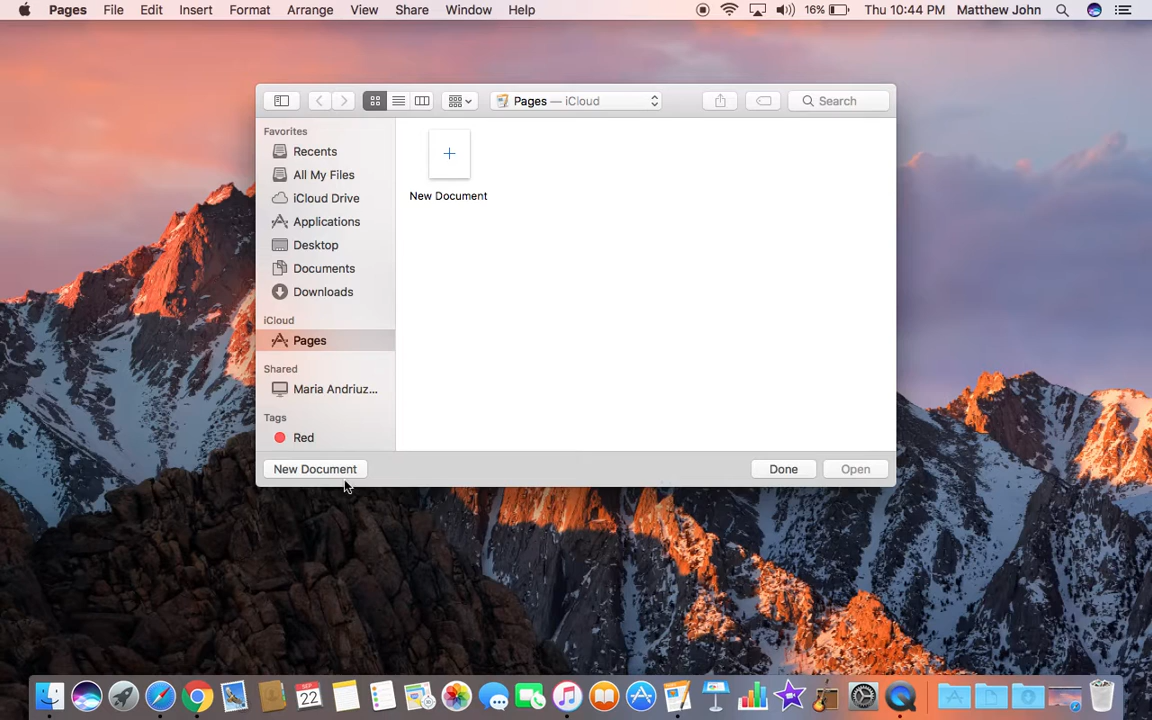 Pages File Edit Insert Format Arrange View Share Window Help 16% Thu 10:44 PM Matthew John
Pages — iCloud Search
Favorites
Recents
All My Files
iCloud Drive
Applications
Desktop
Documents
Downloads
iCloud
Pages
Shared
Maria Andriuz...
Tags
Red
New Document
New Document Done Open
SEP
22